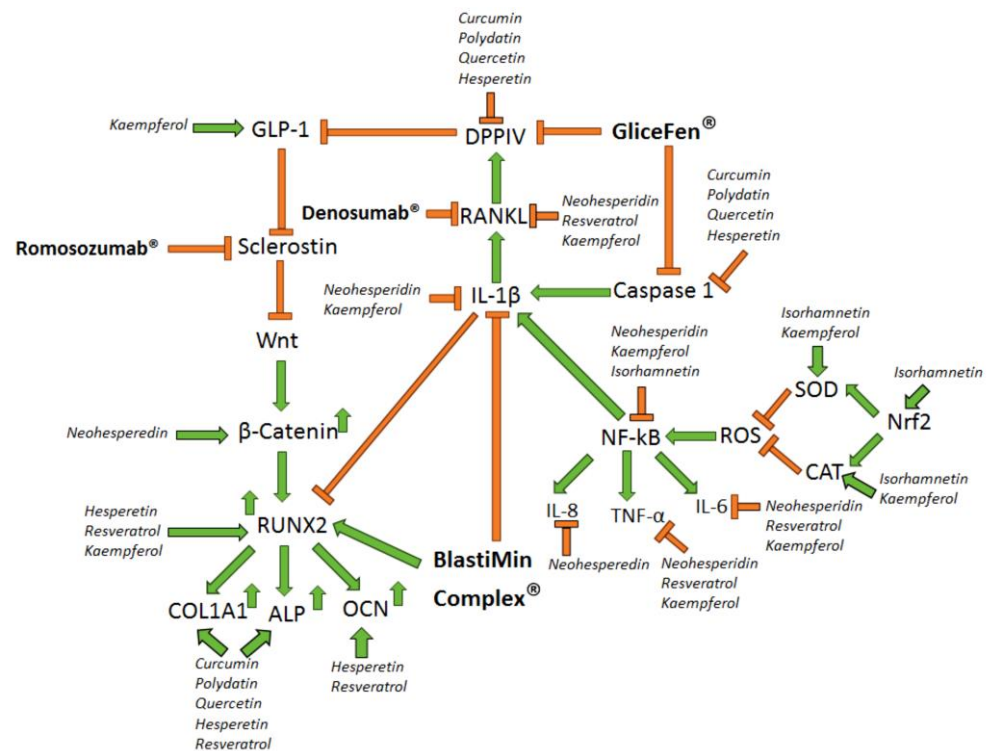 Curcumin
Polydatin
Quercetin
Hesperetin
Kaempferol
GLP-1
DPPIV
GliceFen®
Curcumin
Polydatin
Quercetin
Hesperetin
Denosumab®
RANKL
Neohesperidin
Resveratrol
Kaempferol
Romosozumab®
Sclerostin
Neohesperidin
Kaempferol
IL-1β
Caspase 1
Wnt
Neohesperidin
Kaempferol
Isorhamnetin
Isorhamnetin
Kaempferol
SOD
Isorhamnetin
Nrf2
Neohesperedin
β-Catenin
NF-kB
ROS
CAT
Isorhamnetin
Kaempferol
Hesperetin
Resveratrol
Kaempferol
RUNX2
IL-8
TNF-α
IL-6
Neohesperidin
Resveratrol
Kaempferol
BlastiMin
Complex®
Neohesperedin
Neohesperidin
Resveratrol
Kaempferol
COL1A1
ALP
OCN
Curcumin
Polydatin
Quercetin
Hesperetin
Resveratrol
Hesperetin
Resveratrol